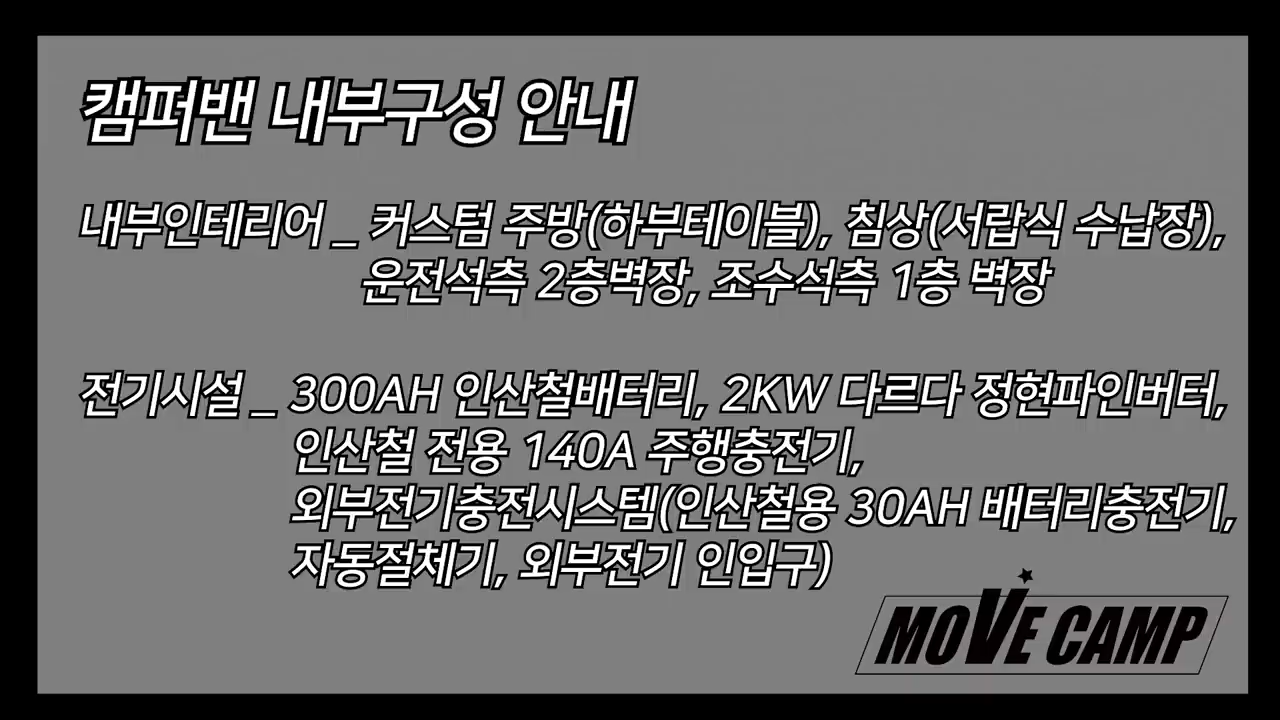 캠퍼밴 내부구성 안내
내부인테리어 _ 커스텀 주방(하부테이블), 침상(서랍식 수납장),
운전석측 2층벽장, 조수석측 1층 벽장
전기시설 _ 300AH 인산철배터리, 2KW 다르다 정현파인버터,
인산철 전용 140A 주행충전기,
외부전기충전시스템(인산철용 30AH 배터리충전기,
자동절체기, 외부전기 인입구)
MOVE CAMP